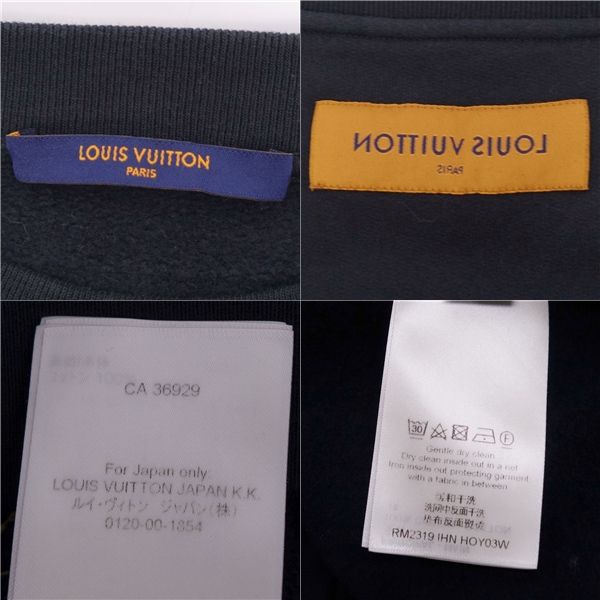 LOUIS VUITTON
PARIS
LOUIS VUITTON
PARIS
CA 36929
For Japan only:
LOUIS VUITTON JAPAN K.K.
ルイ・ヴィトン ジャパン(株)
0120-00-1854
30
F
Gentle dry clean
Dry clean inside out in a net
Iron inside out protecting garment
with a fabric in between
缓和干洗
洗网中反面干洗
垫布反面熨烫
RM2319 IHN HOY03W